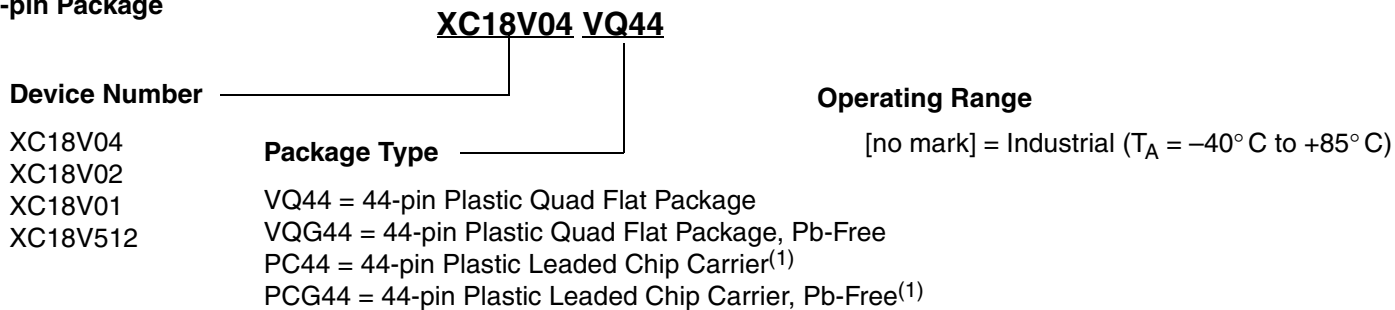 -pin Package
XC18V04 VQ44
Device Number
XC18V04
XC18V02
XC18V01
XC18V512
Package Type
VQ44 = 44-pin Plastic Quad Flat Package
VQG44 = 44-pin Plastic Quad Flat Package, Pb-Free
PC44 = 44-pin Plastic Leaded Chip Carrier(1)
PCG44 = 44-pin Plastic Leaded Chip Carrier, Pb-Free(1)
Operating Range
[no mark] = Industrial (TA = –40° C to +85° C)